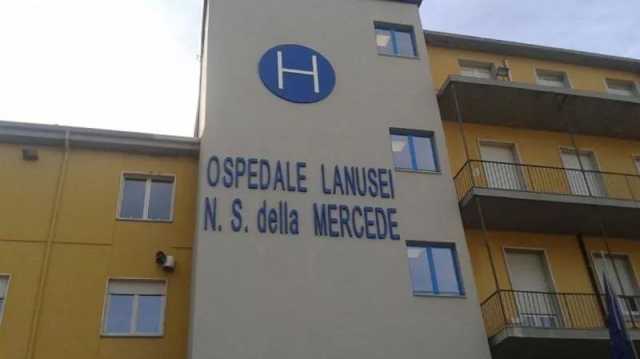 H
OSPEDALE LANUSEI
N. S. della MERCEDE